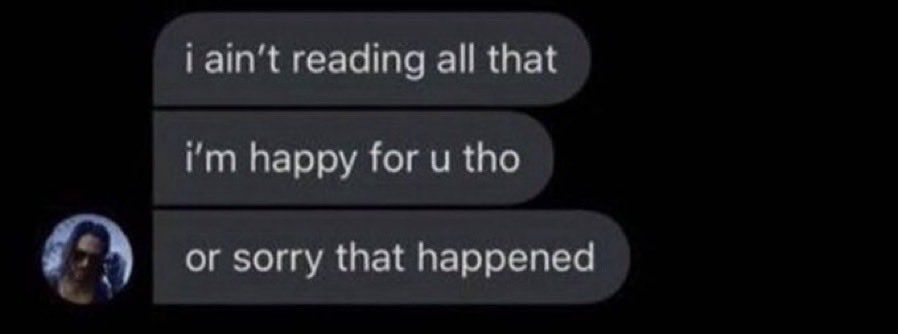 i ain’t reading all that
i’m happy for u tho
or sorry that happened